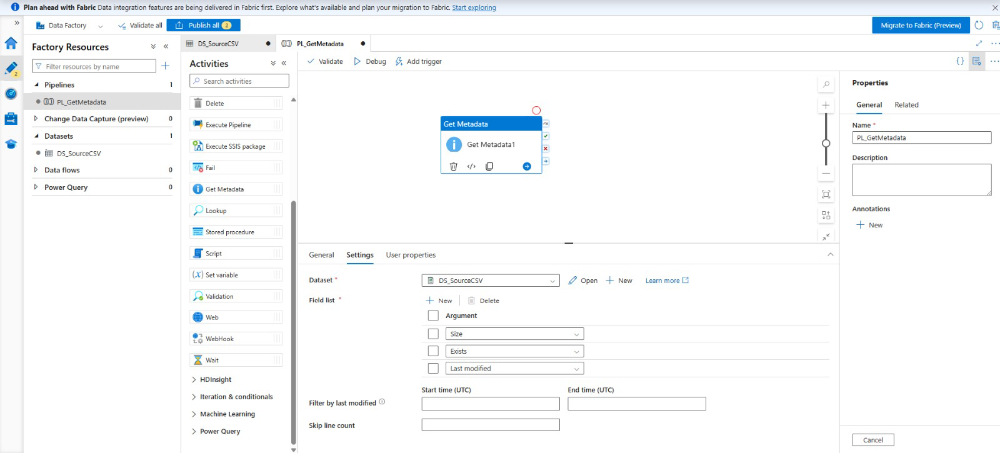 Plan ahead with Fabric Data integration features are being delivered in Fabric first. Explore what's available and plan your migration to Fabric. Start exploring
Data Factory
Validate all
Publish all 2
Migrate to Fabric (Preview)
2
Factory Resources
Filter resources by name
Pipelines 1
PL_GetMetadata
Change Data Capture (preview) 0
Datasets 1
DS_SourceCSV
Data flows 0
Power Query 0
DS_SourceCSV
PL_GetMetadata
Activities
Search activities
Delete
Execute Pipeline
Execute SSIS package
Fail
Get Metadata
Lookup
Stored procedure
Script
(x) Set variable
Validation
Web
WebHook
Wait
HDInsight
Iteration & conditionals
Machine Learning
Power Query
Validate
Debug
Add trigger
{}
Get Metadata
Get Metadata1
</>
General
Settings
User properties
Dataset *
DS_SourceCSV
Open
New
Learn more
Field list *
New
Delete
Argument
Size
Exists
Last modified
Start time (UTC)
End time (UTC)
Filter by last modified
Skip line count
Properties
General
Related
Name *
PL_GetMetadata
Description
Annotations
New
Cancel